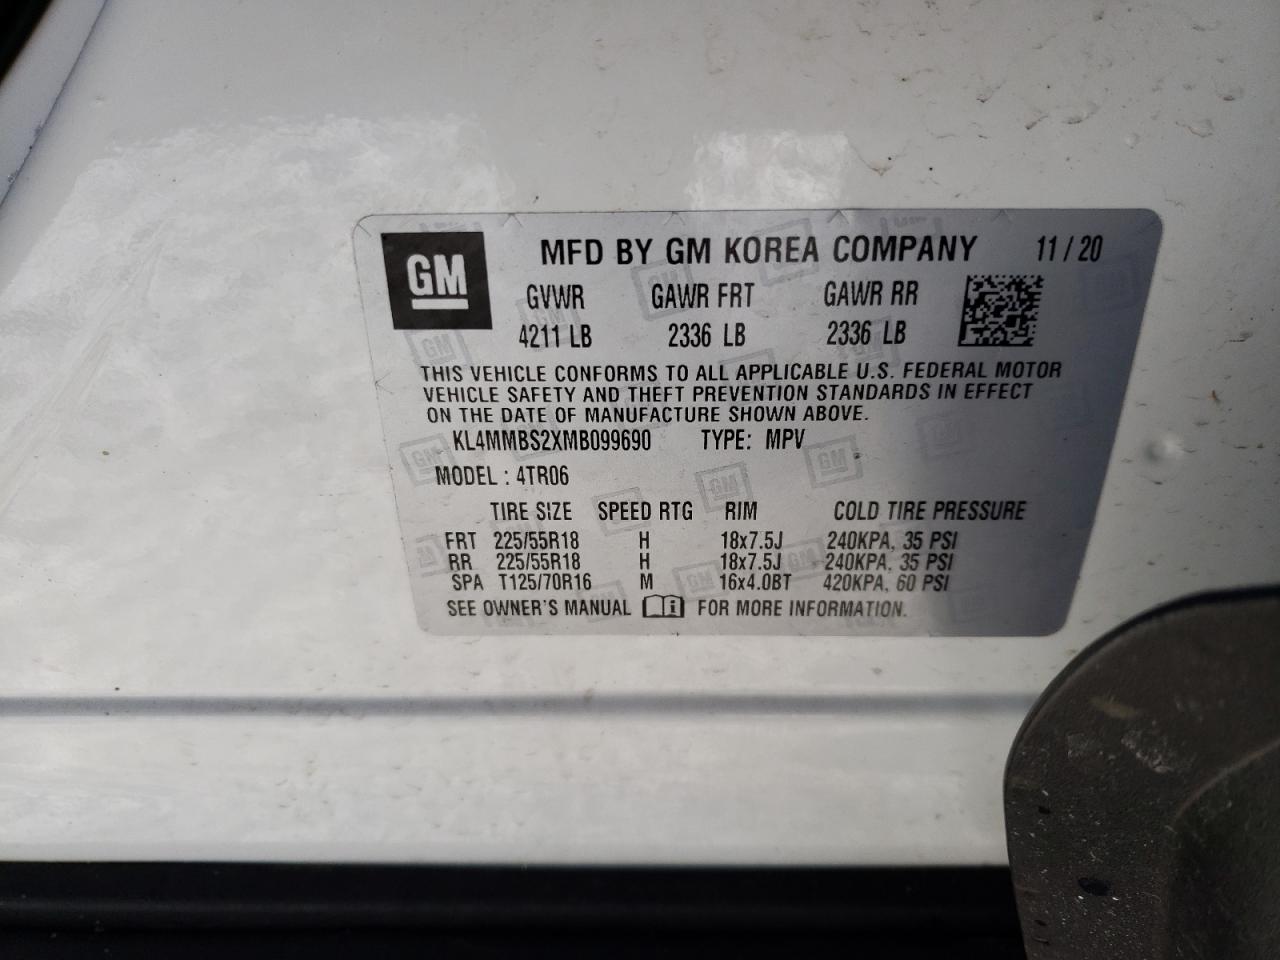 GM MFD BY GM KOREA COMPANY 11/20
GVWR GAWR FRT GAWR RR
4211 LB 2336 LB 2336 LB
THIS VEHICLE CONFORMS TO ALL APPLICABLE U.S. FEDERAL MOTOR
VEHICLE SAFETY AND THEFT PREVENTION STANDARDS IN EFFECT
ON THE DATE OF MANUFACTURE SHOWN ABOVE.
KL4MMBS2XMB099690 TYPE: MPV
MODEL : 4TR06
TIRE SIZE SPEED RTG RIM COLD TIRE PRESSURE
FRT 225/55R18 H 18x7.5J 240KPA, 35 PSI
RR 225/55R18 H 18x7.5J 240KPA, 35 PSI
SPA T125/70R16 M 16x4.0BT 420KPA, 60 PSI
SEE OWNER'S MANUAL i FOR MORE INFORMATION.